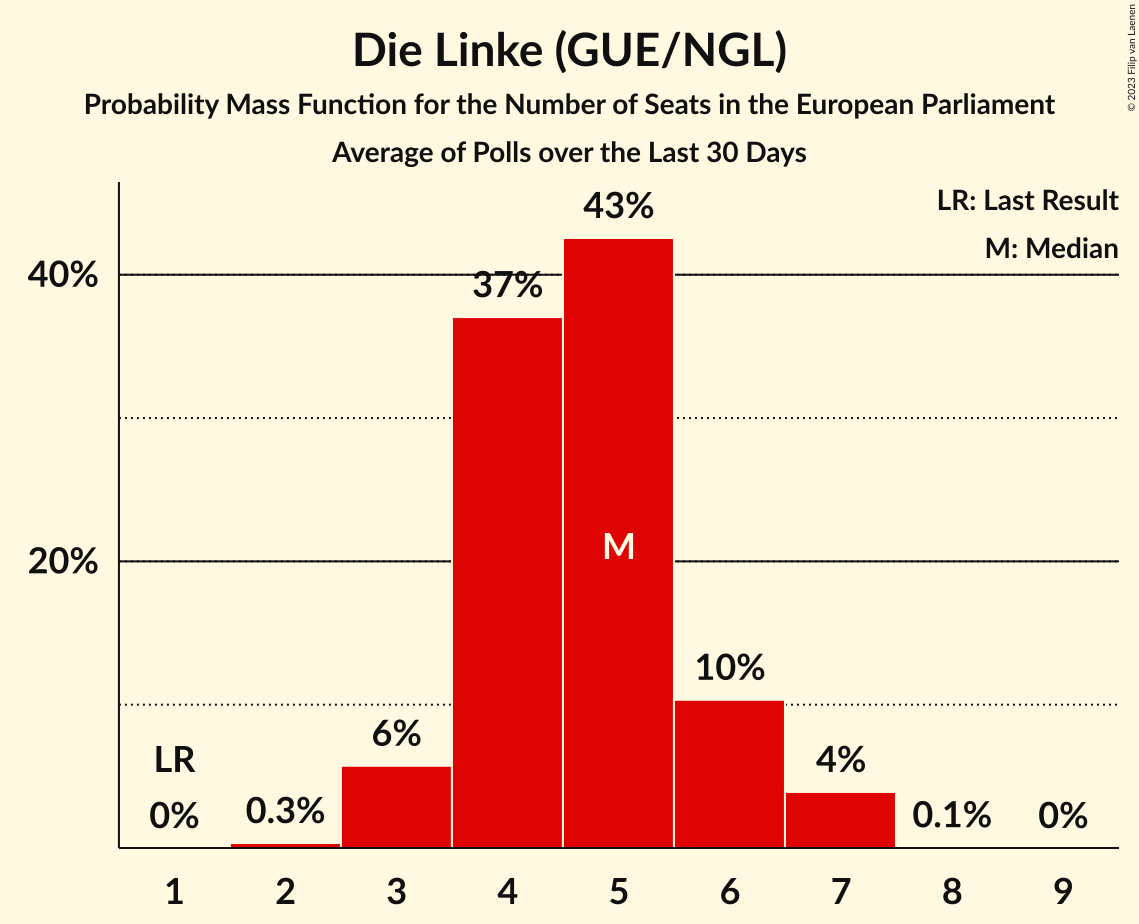 Die Linke (GUE/NGL)
Probability Mass Function for the Number of Seats in the European Parliament
Average of Polls over the Last 30 Days
© 2023 Filip van Laenen
LR: Last Result
M: Median
43%
40%
37%
M
20%
10%
6%
LR
4%
0%
0.3%
0.1%
0%
1 2 3 4 5 6 7 8 9